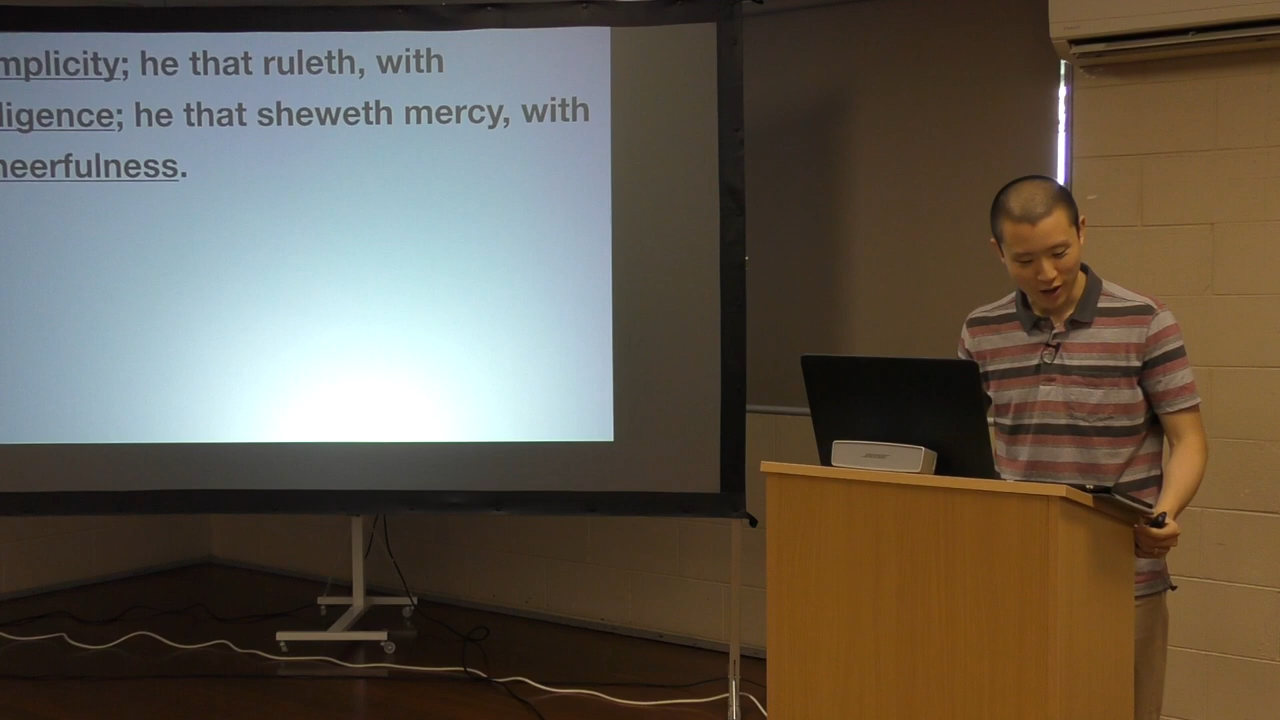 mplicity; he that ruleth, with
ligence; he that sheweth mercy, with
heerfulness.
BOSE